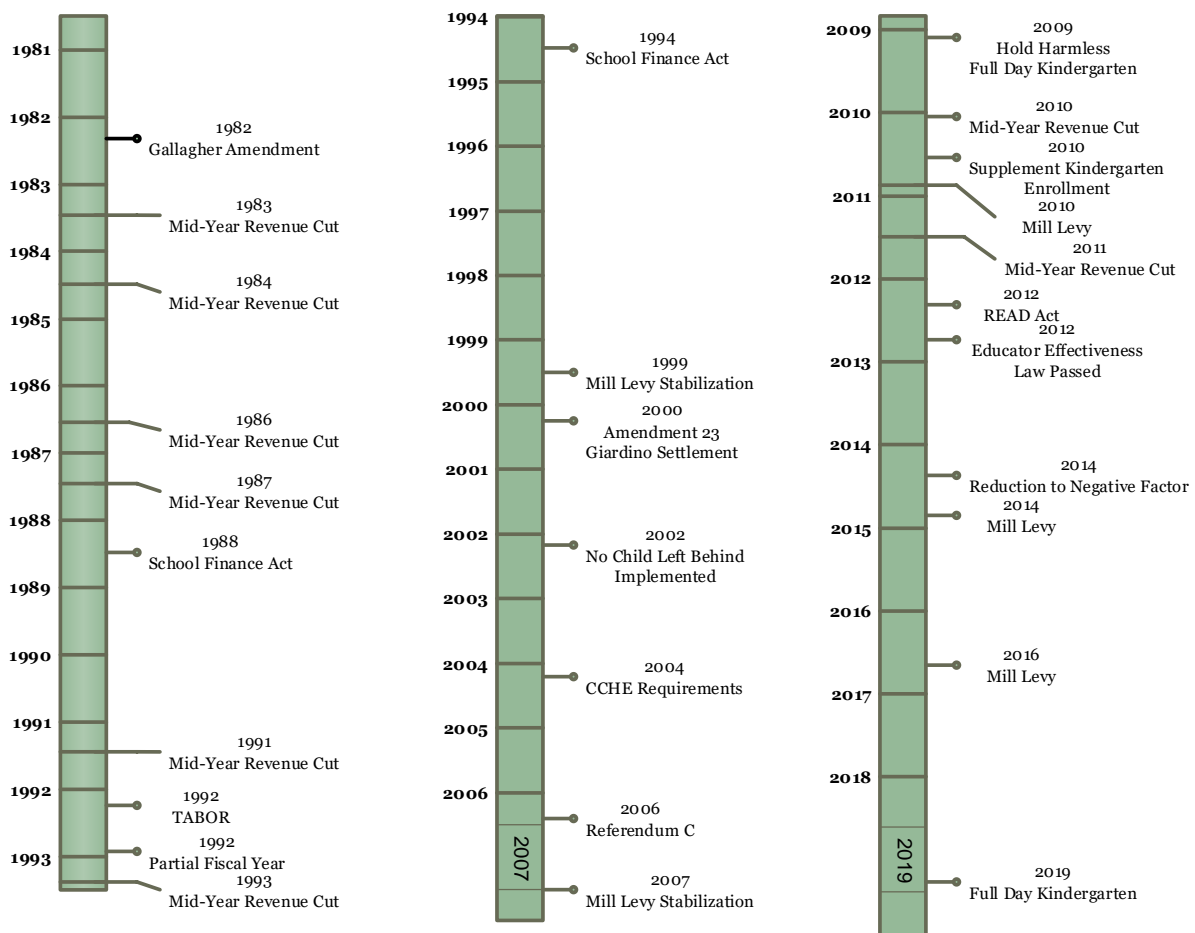 1981
1982
1982
Gallagher Amendment
1983
1983
Mid-Year Revenue Cut
1984
1984
Mid-Year Revenue Cut
1985
1986
1986
Mid-Year Revenue Cut
1987
1987
Mid-Year Revenue Cut
1988
1988
School Finance Act
1989
1990
1991
1991
Mid-Year Revenue Cut
1992
1992
TABOR
1992
Partial Fiscal Year
1993
1993
Mid-Year Revenue Cut
1994
1994
School Finance Act
1995
1996
1997
1998
1999
1999
Mill Levy Stabilization
2000
2000
Amendment 23
Giardino Settlement
2001
2002
2002
No Child Left Behind
Implemented
2003
2004
2004
CCHE Requirements
2005
2006
2006
Referendum C
2007
2007
Mill Levy Stabilization
2009
2009
Hold Harmless
Full Day Kindergarten
2010
2010
Mid-Year Revenue Cut
2010
Supplement Kindergarten
Enrollment
2011
2010
Mill Levy
2011
Mid-Year Revenue Cut
2012
2012
READ Act
2012
Educator Effectiveness
Law Passed
2013
2014
2014
Reduction to Negative Factor
2014
Mill Levy
2015
2016
2016
Mill Levy
2017
2018
2019
2019
Full Day Kindergarten